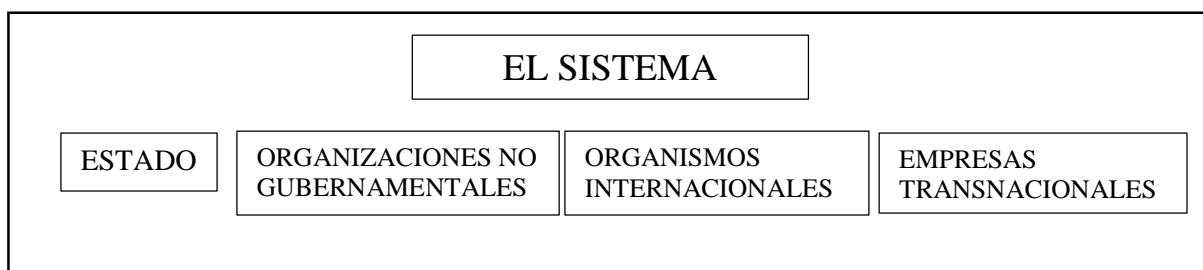 EL SISTEMA
ESTADO
ORGANIZACIONES NO
GUBERNAMENTALES
ORGANISMOS
INTERNACIONALES
EMPRESAS
TRANSNACIONALES